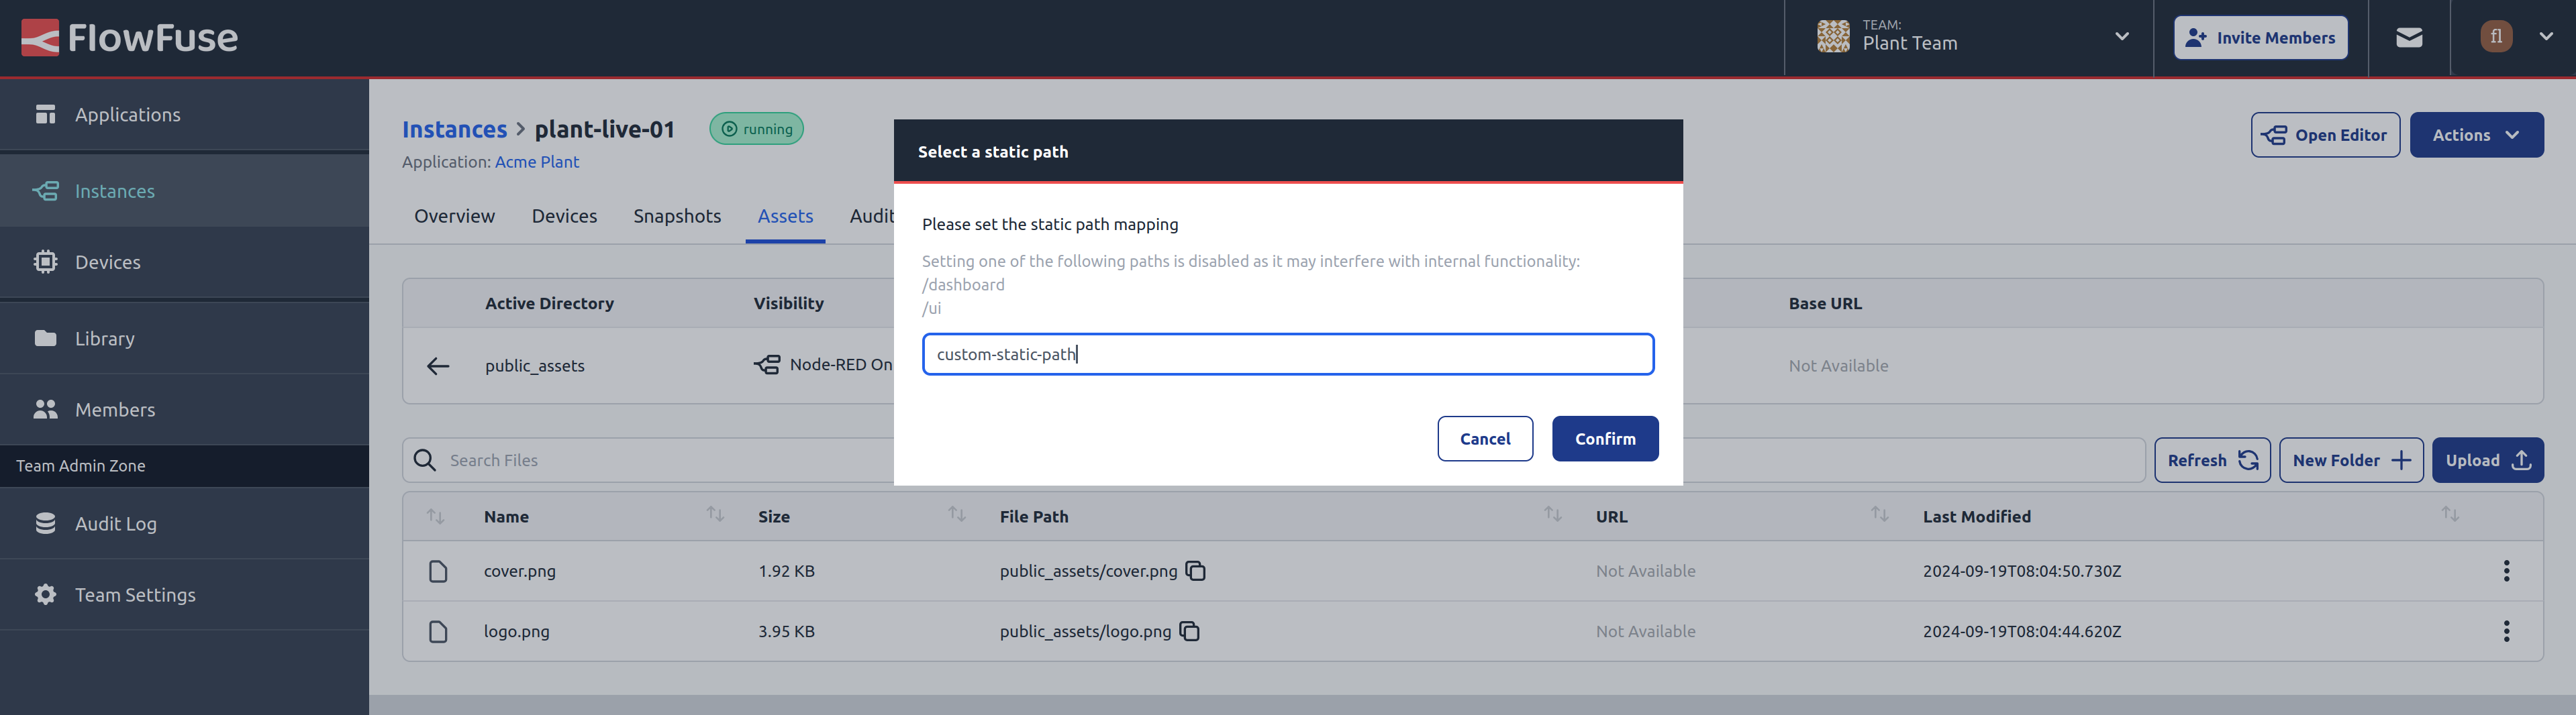 FlowFuse
TEAM:
Plant Team
Invite Members
fl
Applications
Instances
Devices
Library
Members
Team Admin Zone
Audit Log
Team Settings
Instances > plant-live-01
running
Application: Acme Plant
Open Editor
Actions
Overview Devices Snapshots Assets Audit
Active Directory Visibility Base URL
public_assets Node-RED On Not Available
Select a static path
Please set the static path mapping
Setting one of the following paths is disabled as it may interfere with internal functionality:
/dashboard
/ui
custom-static-path
Cancel Confirm
Search Files
Refresh New Folder Upload
Name Size File Path URL Last Modified
cover.png 1.92 KB public_assets/cover.png Not Available 2024-09-19T08:04:50.730Z
logo.png 3.95 KB public_assets/logo.png Not Available 2024-09-19T08:04:44.620Z